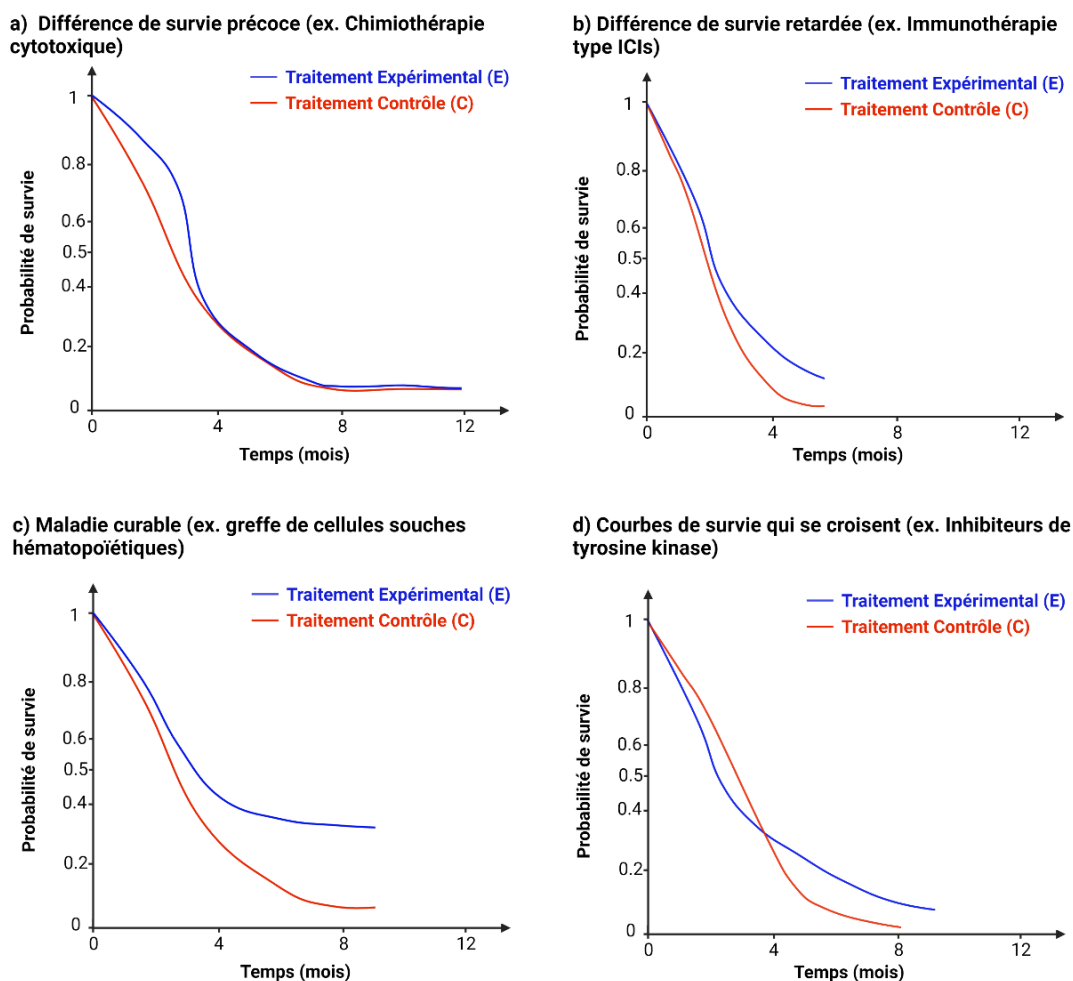 a) Différence de survie précoce (ex. Chimiothérapie
cytotoxique)
Traitement Expérimental (E)
Traitement Contrôle (C)
Probabilité de survie
1
0.8
0.6
0.5
0.4
0.2
0
0
4
8
12
Temps (mois)
b) Différence de survie retardée (ex. Immunothérapie
type ICIs)
Traitement Expérimental (E)
Traitement Contrôle (C)
Probabilité de survie
1
0.8
0.6
0.5
0.4
0.2
0
0
4
8
12
Temps (mois)
c) Maladie curable (ex. greffe de cellules souches
hématopoïétiques)
Traitement Expérimental (E)
Traitement Contrôle (C)
Probabilité de survie
1
0.8
0.6
0.5
0.4
0.2
0
0
4
8
12
Temps (mois)
d) Courbes de survie qui se croisent (ex. Inhibiteurs de
tyrosine kinase)
Traitement Expérimental (E)
Traitement Contrôle (C)
Probabilité de survie
1
0.8
0.6
0.5
0.4
0.2
0
0
4
8
12
Temps (mois)